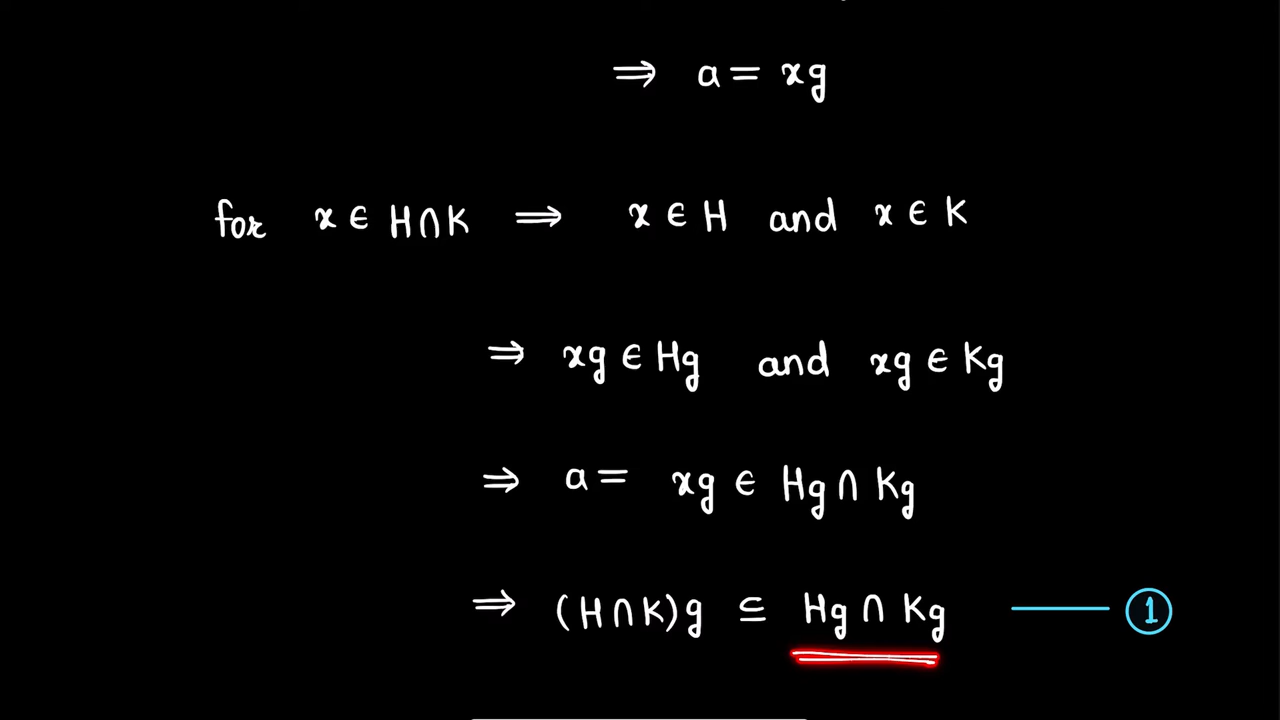 ⇒ a = xg
for x ∈ H∩K ⇒ x ∈ H and x ∈ K
⇒ xg ∈ Hg and xg ∈ Kg
⇒ a = xg ∈ Hg ∩ Kg
⇒ (H∩K)g ⊆ Hg ∩ Kg —— ①